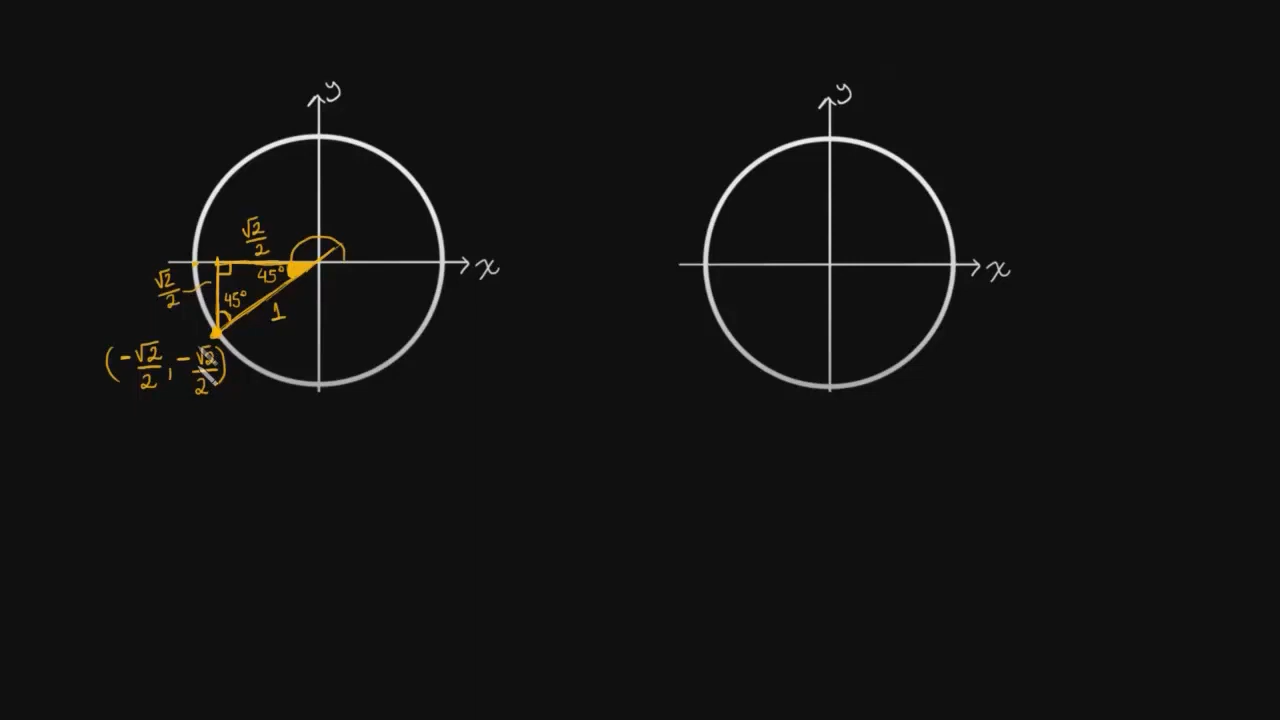 y
y
√2/2
x
x
√2/2
45°
45°
1
(-√2/2, -√2/2)